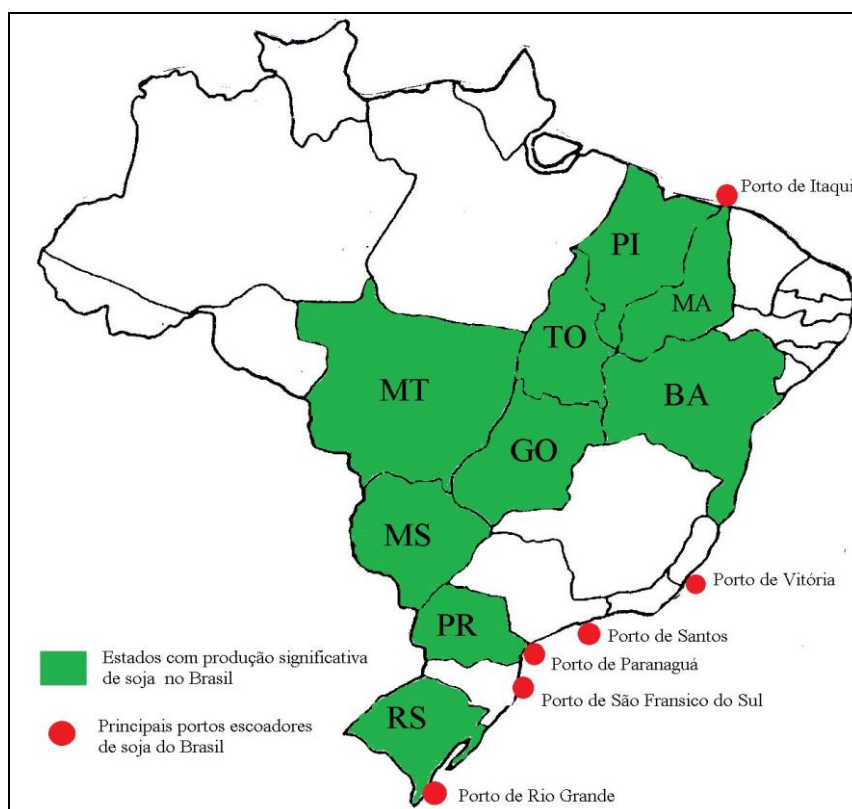 Porto de Itaqui
PI
MA
TO
MT
BA
GO
MS
Porto de Vitória
PR
Porto de Santos
Porto de Paranaguá
Porto de São Fransico do Sul
RS
Porto de Rio Grande
Estados com produção significativa
de soja no Brasil
Principais portos escoadores
de soja do Brasil